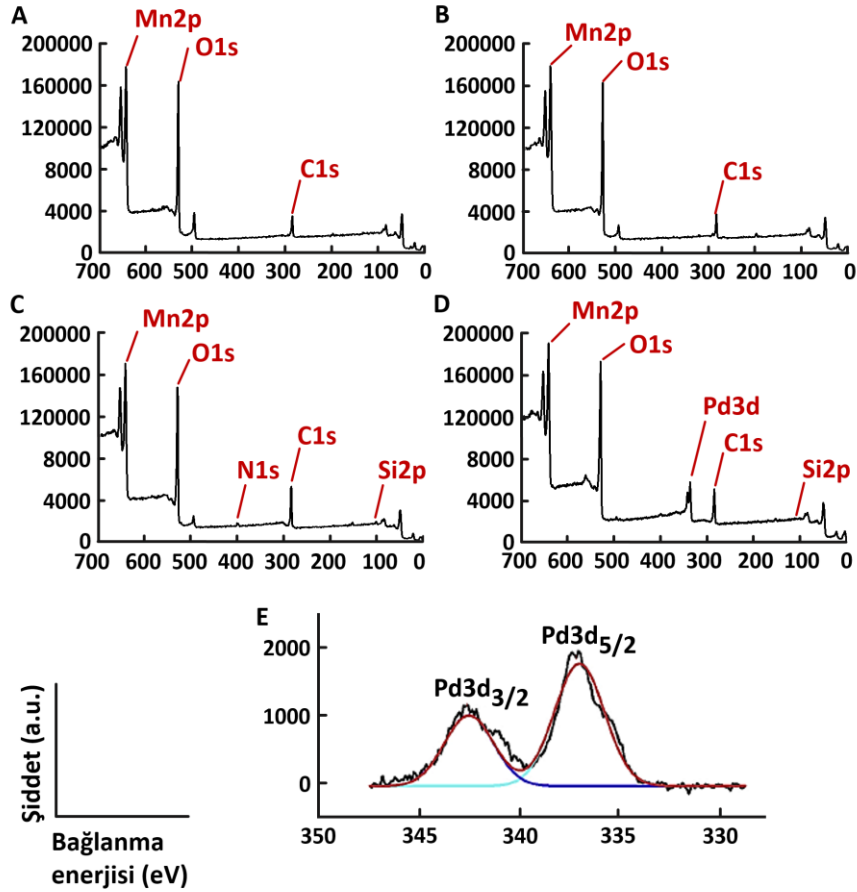 A
Mn2p
O1s
C1s
200000
160000
120000
8000
4000
0
700 600 500 400 300 200 100 0
B
Mn2p
O1s
C1s
200000
160000
120000
8000
4000
0
700 600 500 400 300 200 100 0
C
Mn2p
O1s
N1s
C1s
Si2p
200000
160000
120000
8000
4000
0
700 600 500 400 300 200 100 0
D
Mn2p
O1s
Pd3d
C1s
Si2p
200000
160000
120000
8000
4000
0
700 600 500 400 300 200 100 0
Şiddet (a.u.)
Bağlanma
enerjisi (eV)
E
Pd3d5/2
Pd3d3/2
2000
1000
0
350 345 340 335 330